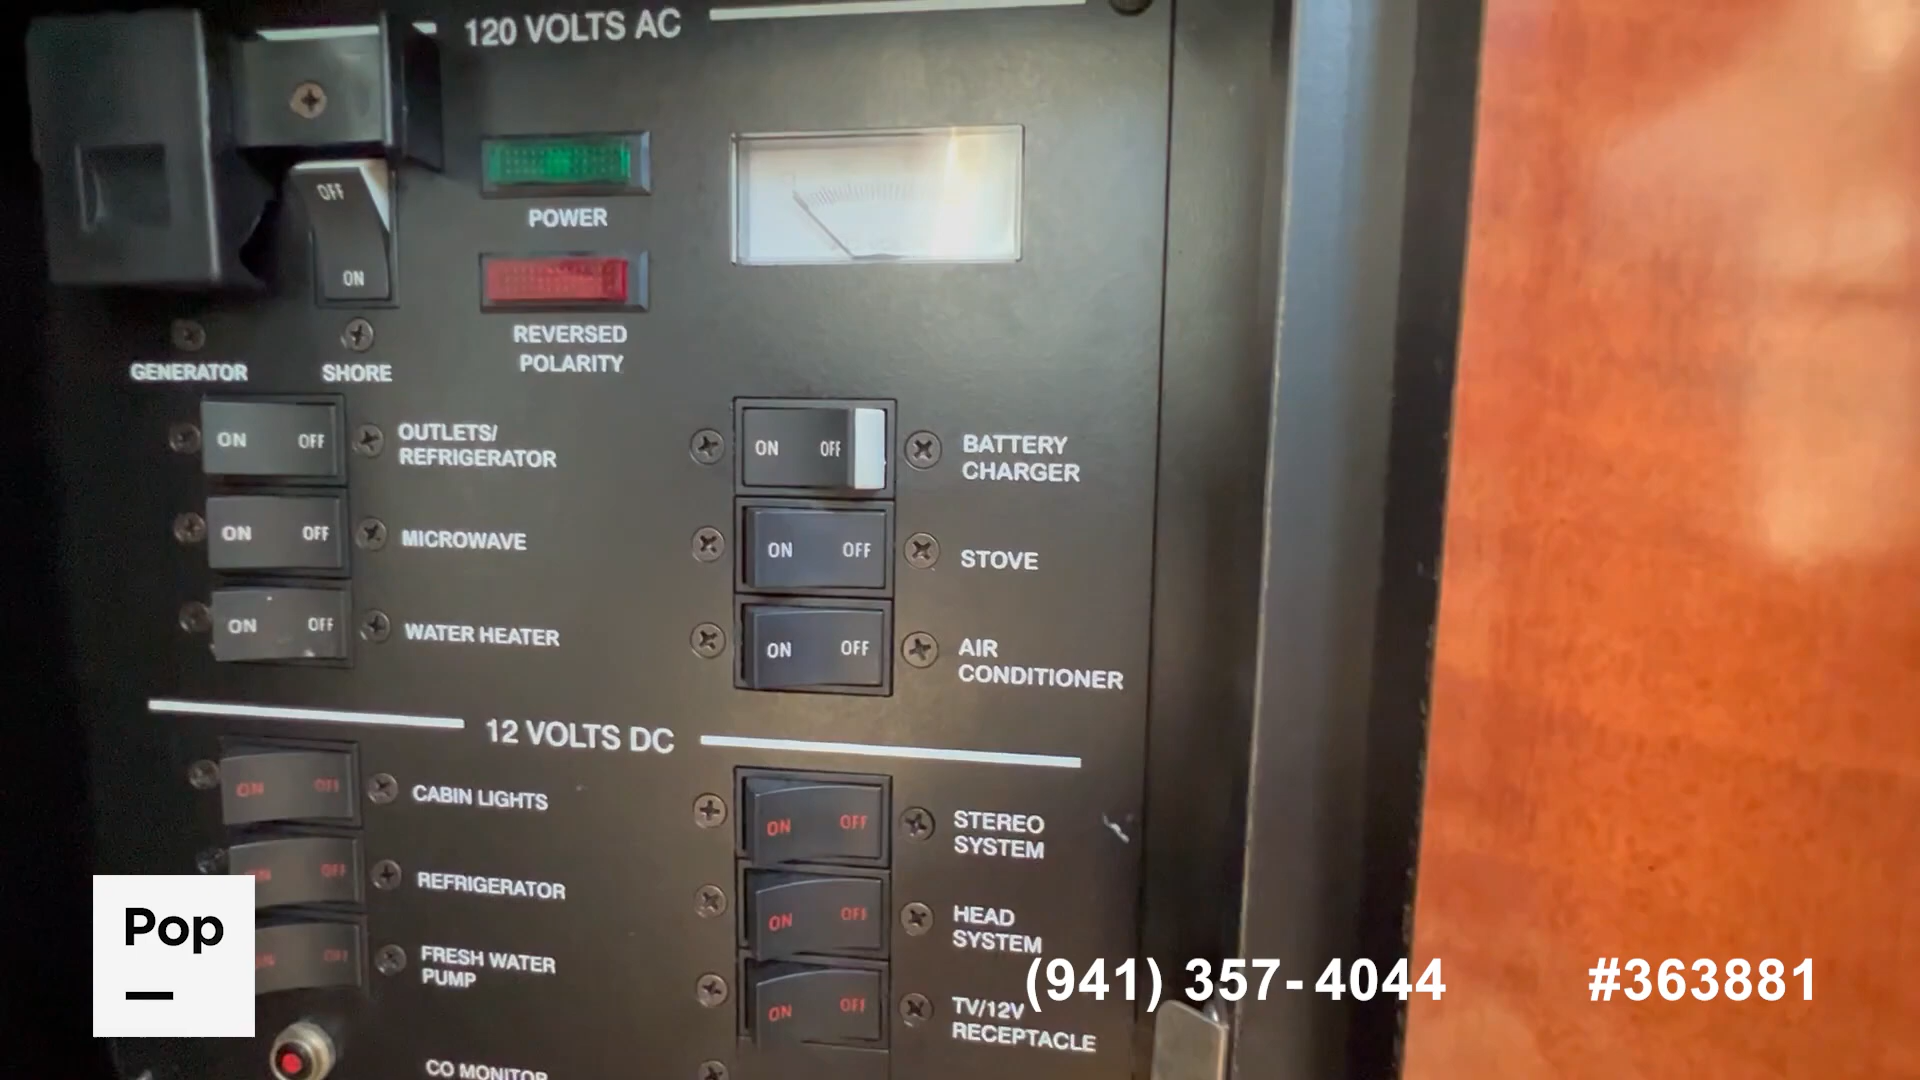 120 VOLTS AC
OFF
ON
POWER
REVERSED
POLARITY
GENERATOR
SHORE
ON OFF
OUTLETS/
REFRIGERATOR
ON OFF
BATTERY
CHARGER
ON OFF
MICROWAVE
ON OFF
STOVE
ON OFF
WATER HEATER
ON OFF
AIR
CONDITIONER
12 VOLTS DC
ON OFF
CABIN LIGHTS
ON OFF
STEREO
SYSTEM
ON OFF
REFRIGERATOR
ON OFF
HEAD
SYSTEM
ON OFF
FRESH WATER
PUMP
ON OFF
TV/12V
RECEPTACLE
CO MONITOR
Pop
(941) 357-4044
#363881